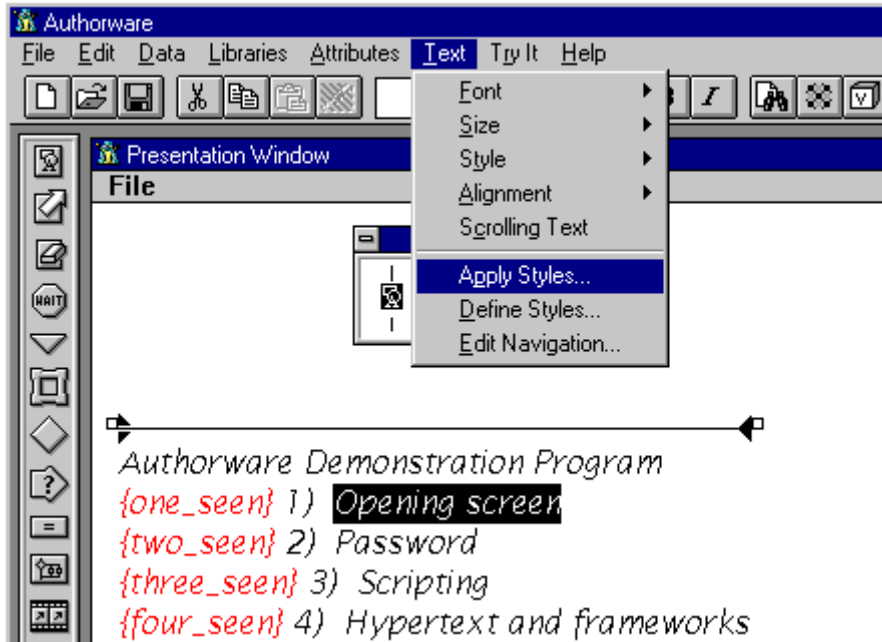 Authorware
File Edit Data Libraries Attributes Text Try It Help
I
V
Presentation Window
File
Font
Size
Style
Alignment
Scrolling Text
Apply Styles...
Define Styles...
Edit Navigation...
WAIT
?
=
Authorware Demonstration Program
{one_seen} 1) Opening screen
{two_seen} 2) Password
{three_seen} 3) Scripting
{four_seen} 4) Hypertext and frameworks